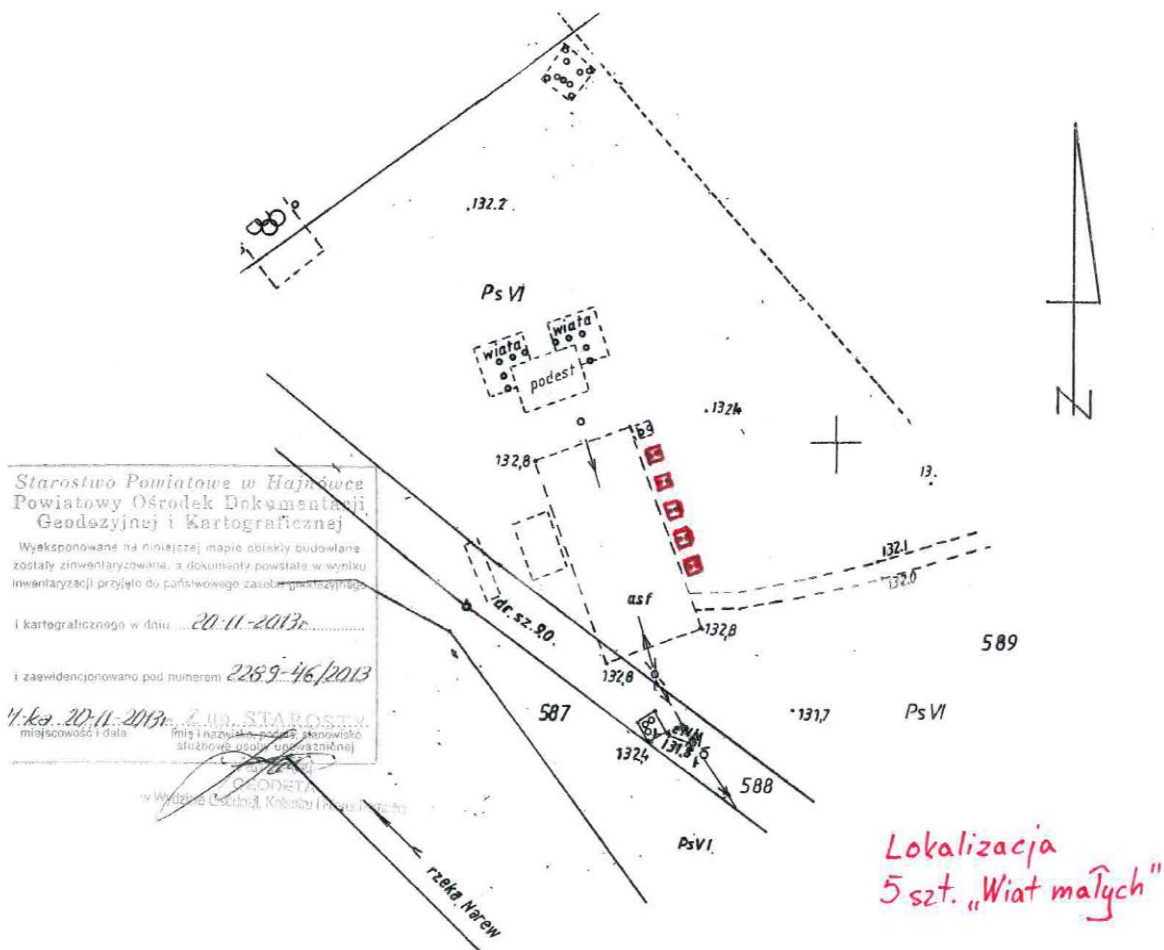 132.2
Ps VI
wiata
wiata
podest
132.4
132,8
13.
Starostwo Powiatowe w Hajnówce
Powiatowy Ośrodek Dokumentacji
Geodezyjnej i Kartograficznej
Wyeksponowane na niniejszej mapie obiekty budowlane
zostały zinwentaryzowane, a dokumenty powstałe w wyniku
inwentaryzacji przyjęto do państwowego zasobu geodezyjnego
i kartograficznego w dniu 20-11-2013r
i zaewidencjonowano pod numerem 2289-46/2013
H-ka 20-11-2013r Z up. STAROSTY
miejscowość i data
imię i nazwisko, podpis, stanowisko
służbowe osoby upoważnionej
GEODETA
132.1
132.0
asf
dr. sz. 9.0.
132,8
132,8
589
587
131,7
Ps VI
132,4
131,8
588
PsVI
rzeka Narew
N
Lokalizacja
5 szt. „Wiat małych"